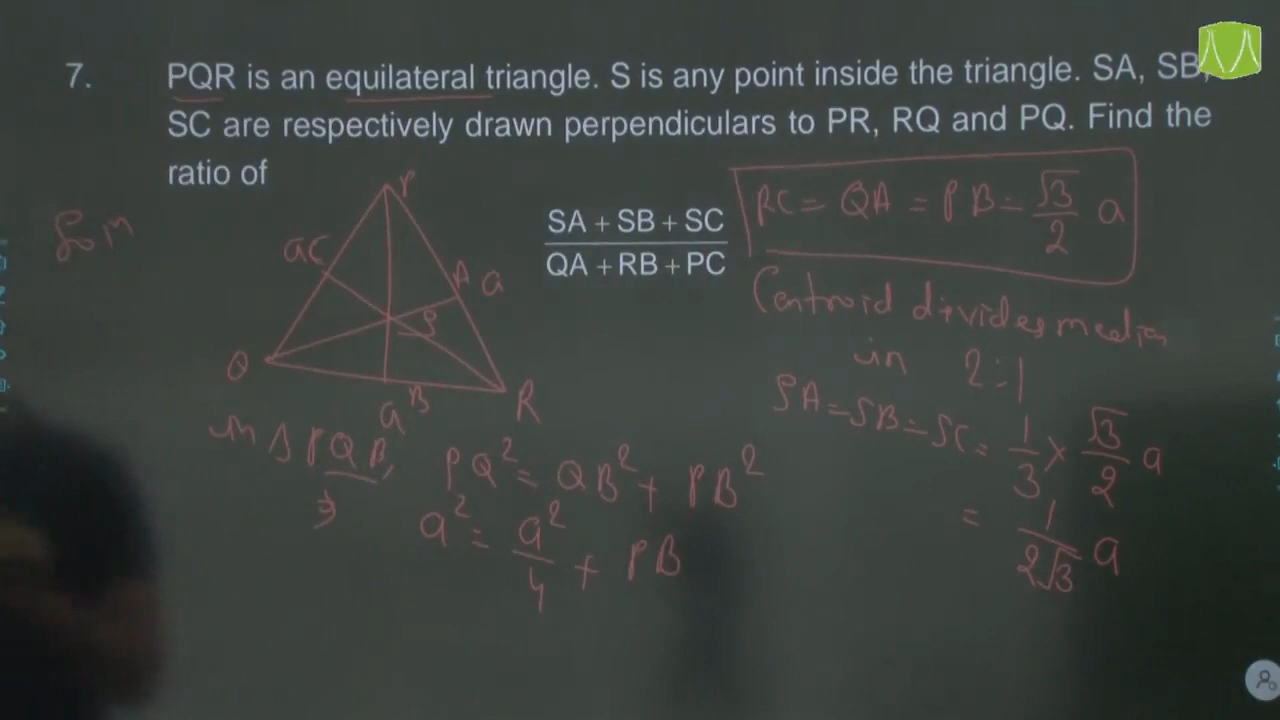 7. PQR is an equilateral triangle. S is any point inside the triangle. SA, SB,
SC are respectively drawn perpendiculars to PR, RQ and PQ. Find the
ratio of
SA + SB + SC
QA + RB + PC
RC = QA = PB = √3/2 a
Centroid divides median
in 2:1
SA = SB = SC = 1/3 × √3/2 a
= 1/2√3 a
P
a C
A a
S
Q
B
a
R
in Δ PQB,
PQ² = QB² + PB²
a² = a²/4 + PB